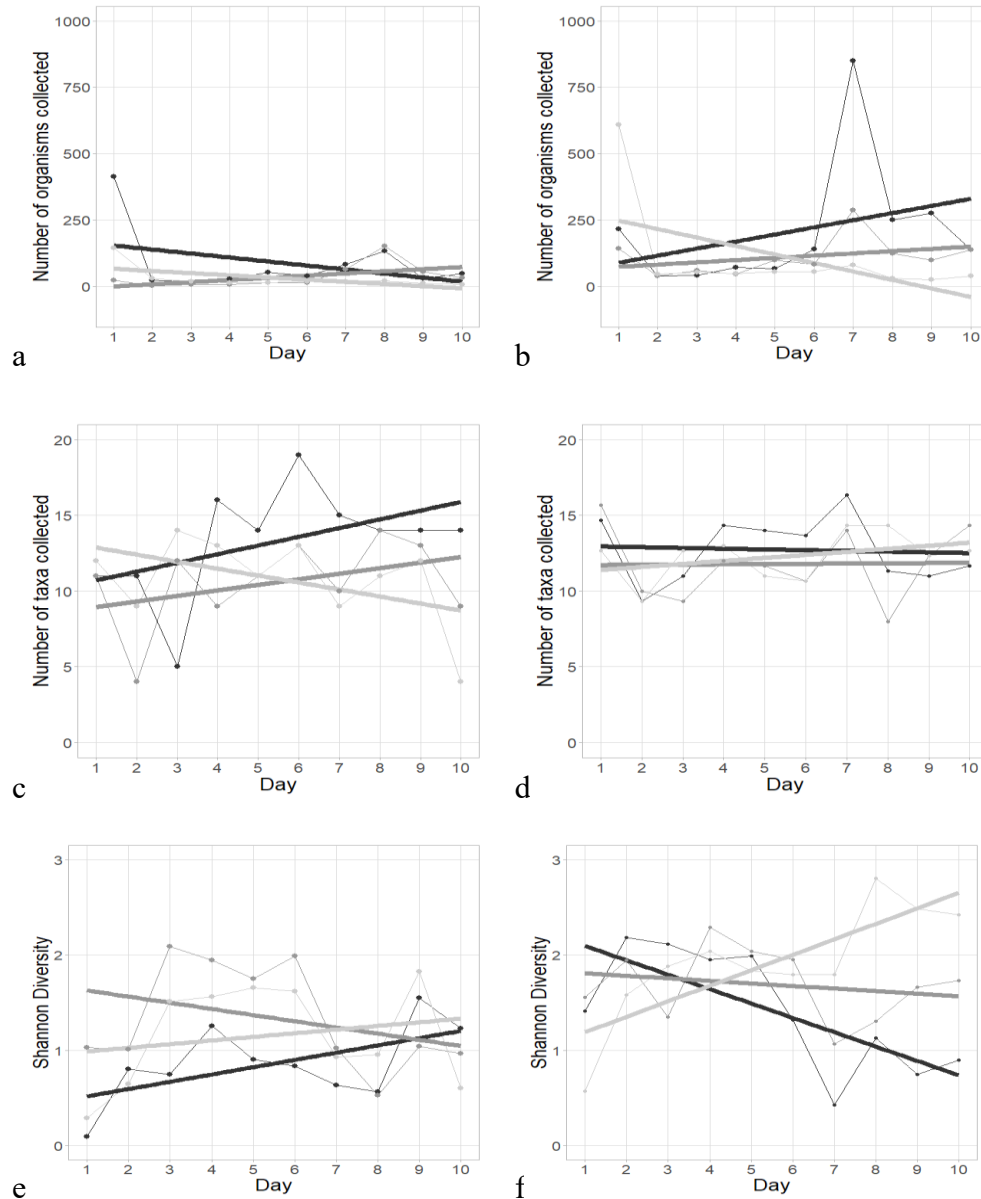 Number of organisms collected
1000
750
500
250
0
1 2 3 4 5 6 7 8 9 10
Day
a
Number of organisms collected
1000
750
500
250
0
1 2 3 4 5 6 7 8 9 10
Day
b
Number of taxa collected
20
15
10
5
0
1 2 3 4 5 6 7 8 9 10
Day
c
Number of taxa collected
20
15
10
5
0
1 2 3 4 5 6 7 8 9 10
Day
d
Shannon Diversity
3
2
1
0
1 2 3 4 5 6 7 8 9 10
Day
e
Shannon Diversity
3
2
1
0
1 2 3 4 5 6 7 8 9 10
Day
f